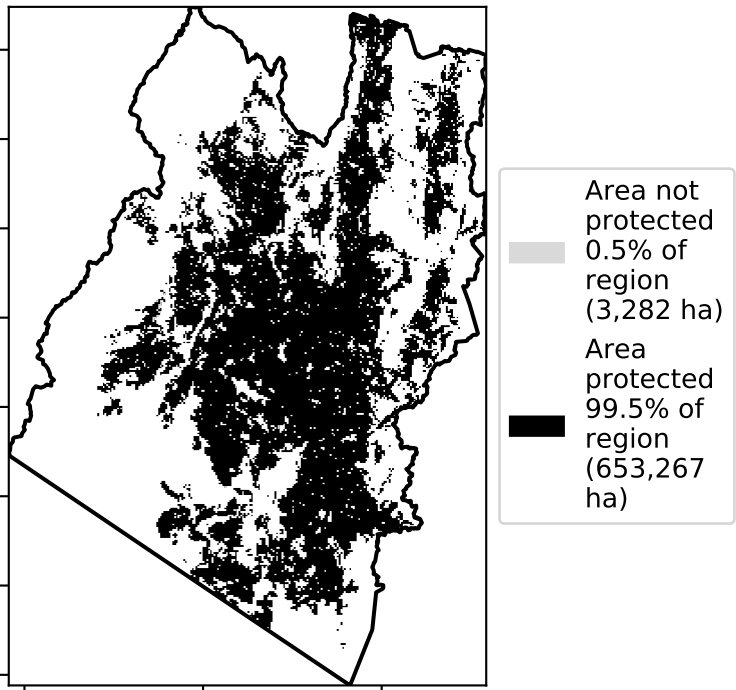 Area not
protected
0.5% of
region
(3,282 ha)
Area
protected
99.5% of
region
(653,267
ha)